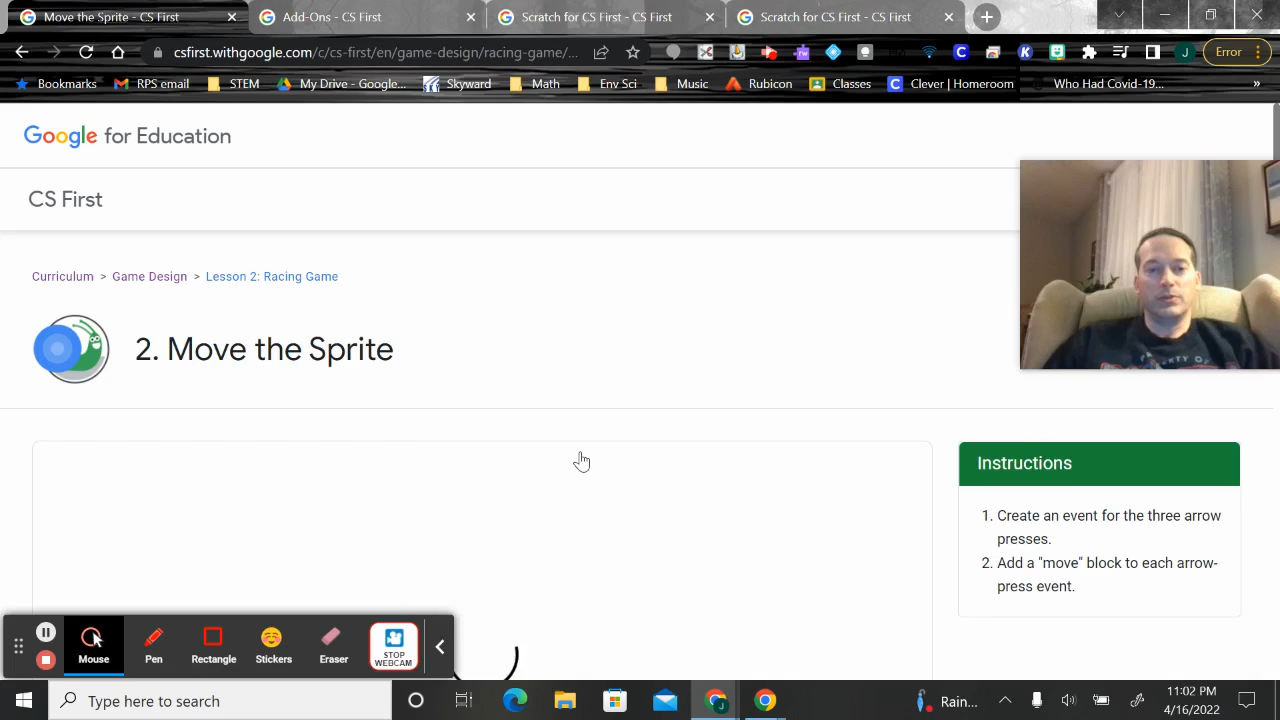 Move the Sprite - CS First
Add-Ons - CS First
Scratch for CS First - CS First
Scratch for CS First - CS First
csfirst.withgoogle.com/c/cs-first/en/game-design/racing-game/...
Error
Bookmarks
RPS email
STEM
My Drive - Google...
Skyward
Math
Env Sci
Music
Rubicon
Classes
Clever | Homeroom
Who Had Covid-19...
Google for Education
CS First
Curriculum > Game Design > Lesson 2: Racing Game
2. Move the Sprite
Instructions
1. Create an event for the three arrow
presses.
2. Add a "move" block to each arrow-
press event.
Mouse
Pen
Rectangle
Stickers
Eraser
STOP
WEBCAM
Type here to search
Rain...
11:02 PM
4/16/2022